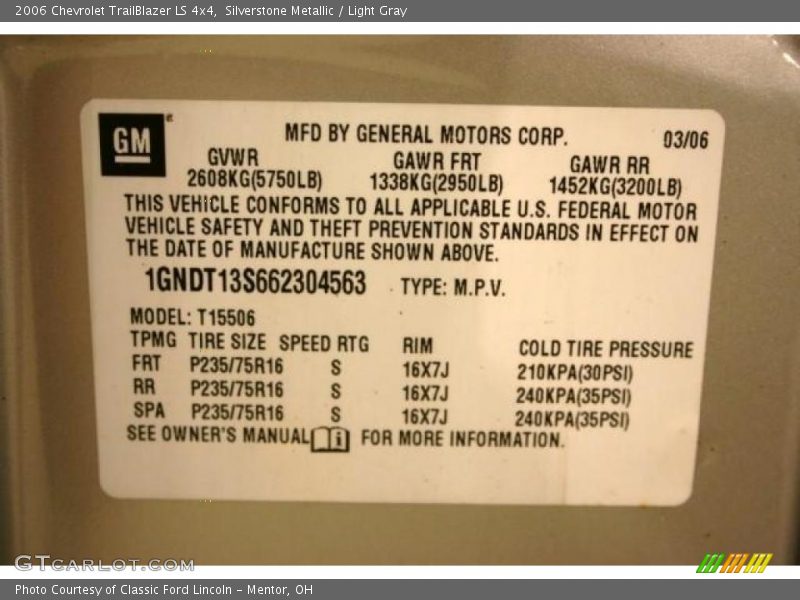 2006 Chevrolet TrailBlazer LS 4x4,  Silverstone Metallic / Light Gray
GM®
MFD BY GENERAL MOTORS CORP. 03/06
GVWR GAWR FRT GAWR RR
2608KG(5750LB) 1338KG(2950LB) 1452KG(3200LB)
THIS VEHICLE CONFORMS TO ALL APPLICABLE U.S. FEDERAL MOTOR
VEHICLE SAFETY AND THEFT PREVENTION STANDARDS IN EFFECT ON
THE DATE OF MANUFACTURE SHOWN ABOVE.
1GNDT13S662304563 TYPE: M.P.V.
MODEL: T15506
TPMG TIRE SIZE SPEED RTG RIM COLD TIRE PRESSURE
FRT P235/75R16 S 16X7J 210KPA(30PSI)
RR P235/75R16 S 16X7J 240KPA(35PSI)
SPA P235/75R16 S 16X7J 240KPA(35PSI)
SEE OWNER'S MANUAL i FOR MORE INFORMATION.
GTCARLOT.COM
Photo Courtesy of Classic Ford Lincoln - Mentor, OH